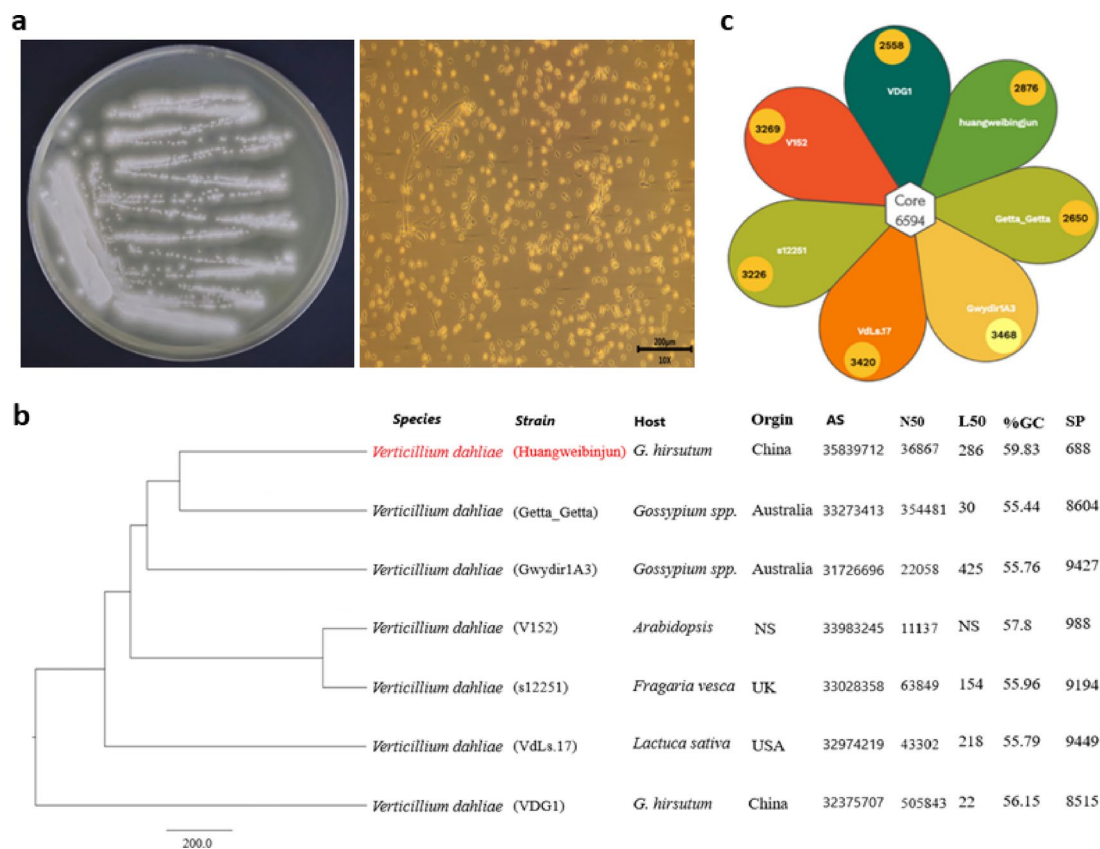 a
200μm
10X
c
2558
VDG1
2876
huangweibingjun
3269
V152
Core
6594
Getta_Getta
2650
s12251
3226
Gwydir1A3
3468
VdLs.17
3420
b
Species Strain Host Orgin AS N50 L50 %GC SP
Verticillium dahliae (Huangweibinjun) G. hirsutum China 35839712 36867 286 59.83 688
Verticillium dahliae (Getta_Getta) Gossypium spp. Australia 33273413 354481 30 55.44 8604
Verticillium dahliae (Gwydir1A3) Gossypium spp. Australia 31726696 22058 425 55.76 9427
Verticillium dahliae (V152) Arabidopsis NS 33983245 11137 NS 57.8 988
Verticillium dahliae (s12251) Fragaria vesca UK 33028358 63849 154 55.96 9194
Verticillium dahliae (VdLs.17) Lactuca sativa USA 32974219 43302 218 55.79 9449
Verticillium dahliae (VDG1) G. hirsutum China 32375707 505843 22 56.15 8515
200.0